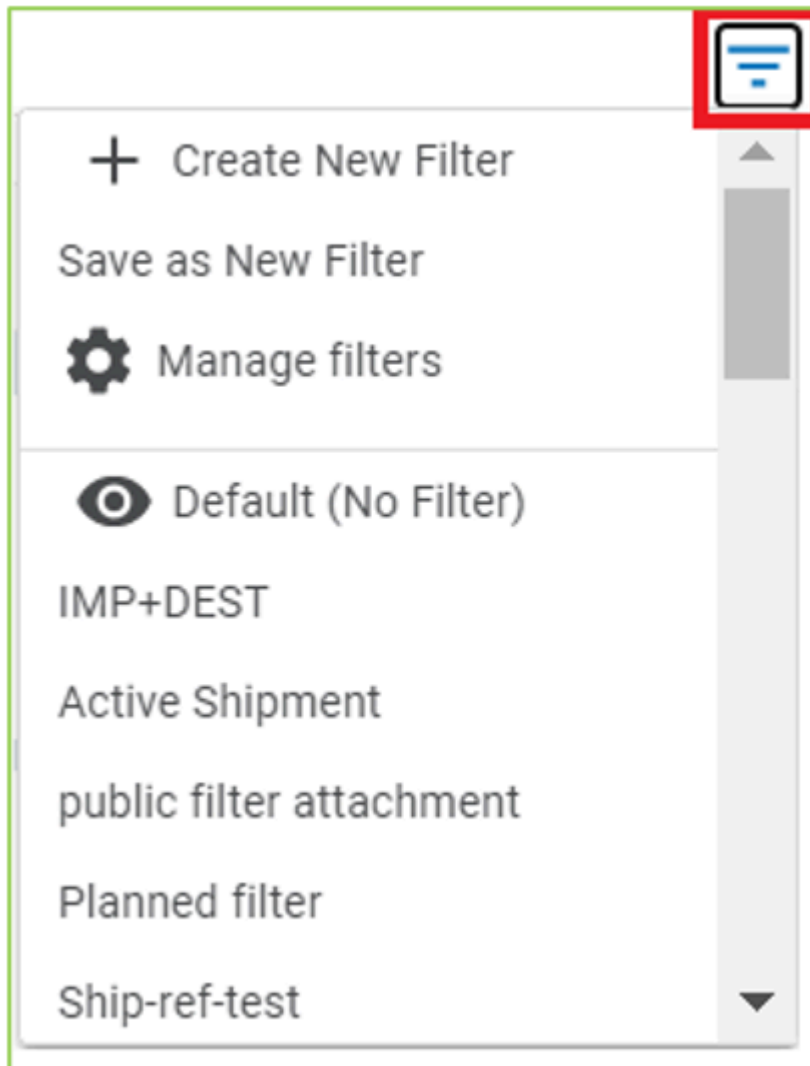 Create New Filter
Save as New Filter
Manage filters
Default (No Filter)
IMP+DEST
Active Shipment
public filter attachment
Planned filter
Ship-ref-test